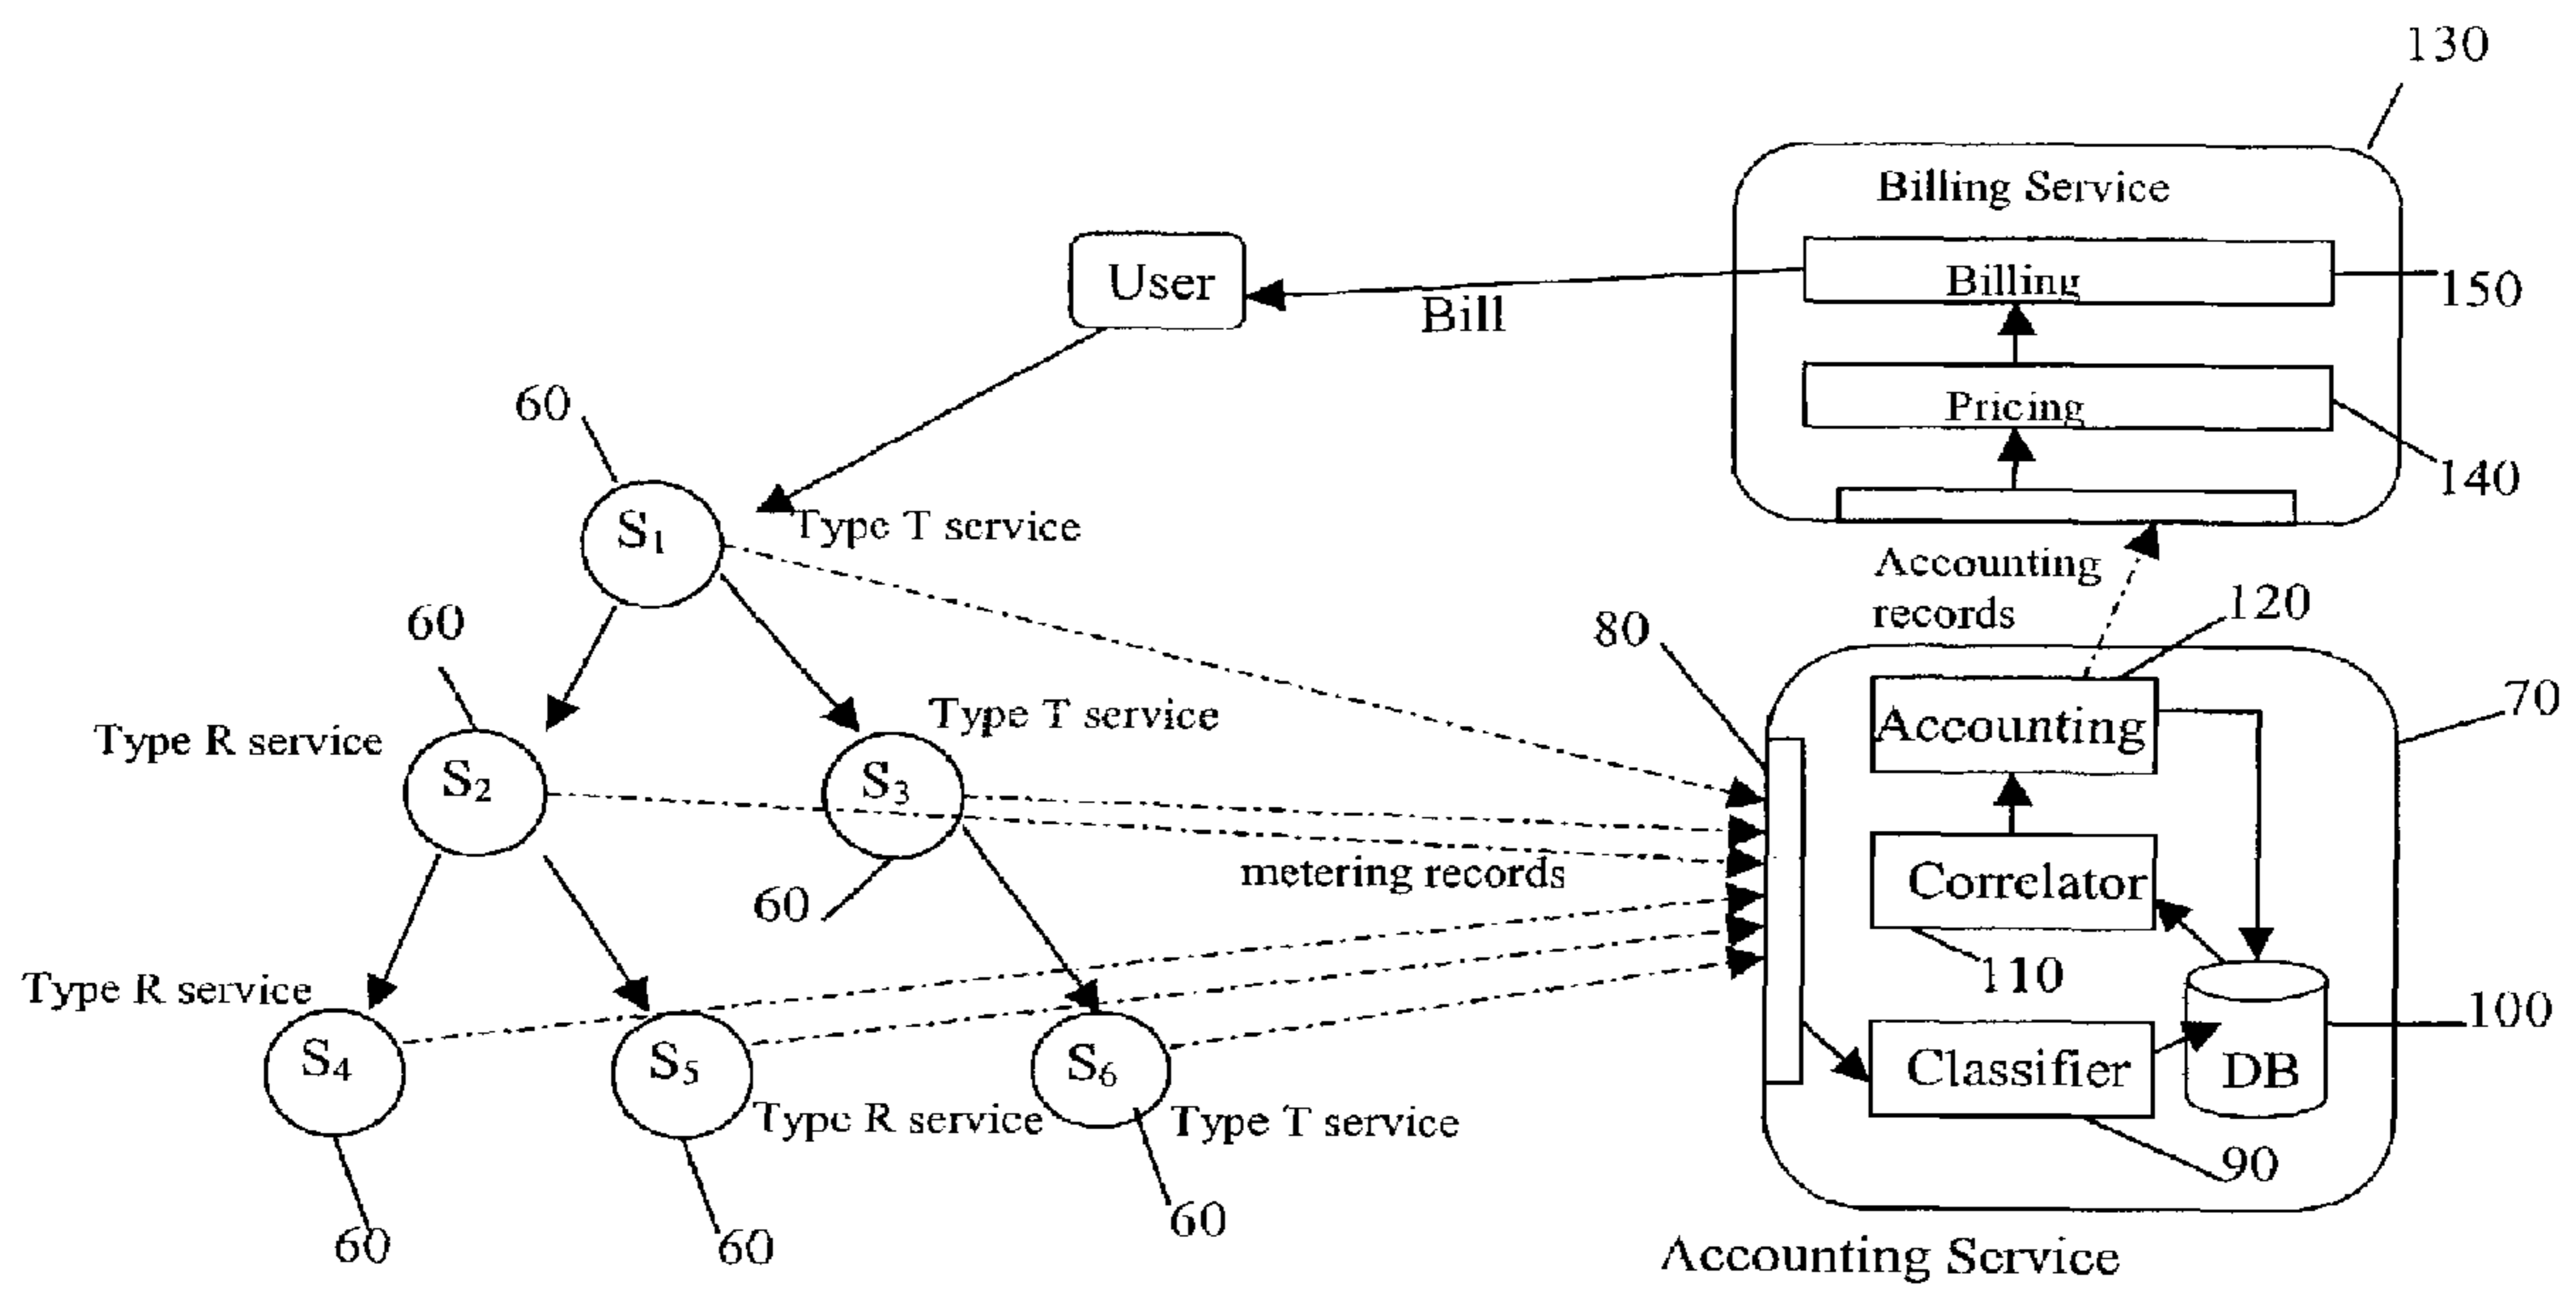 130
Billing Service
User
Billing
150
Bill
Pricing
60
140
S1
Type T service
Accounting
records
120
80
60
70
Type T service
Type R service
Accounting
S2
S3
metering records
Correlator
60
110
Type R service
100
S4
S5
S6
Classifier
DB
Type R service
Type T service
90
60
60
60
Accounting Service